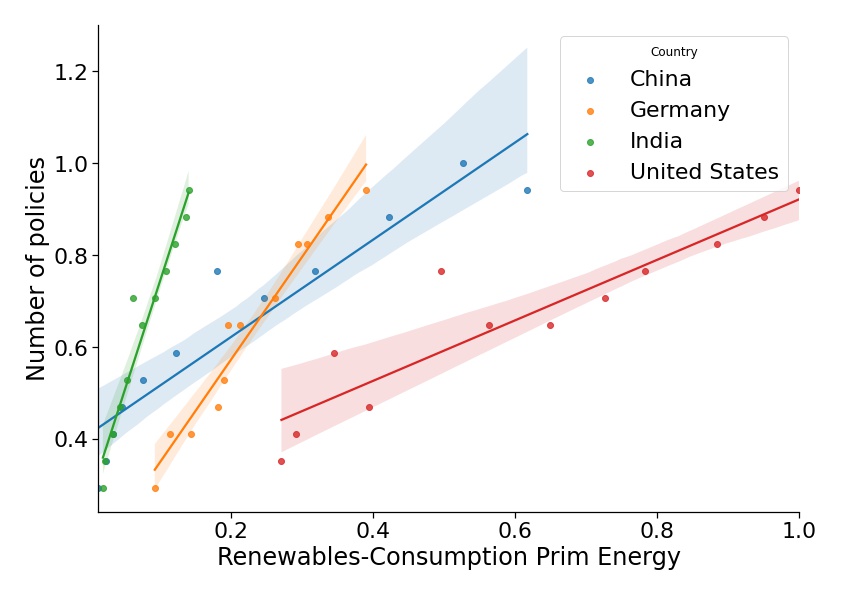 Country
China
Germany
India
United States
1.2
1.0
0.8
0.6
0.4
Number of policies
0.2 0.4 0.6 0.8 1.0
Renewables-Consumption Prim Energy